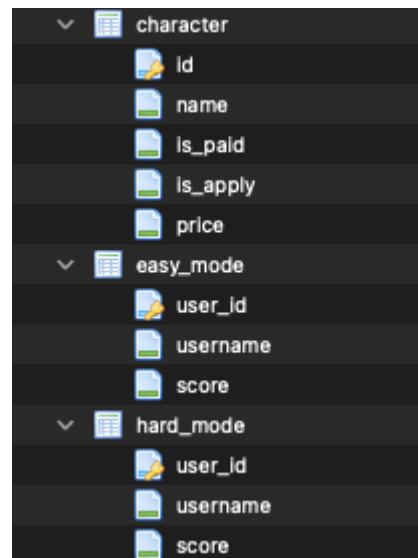 character
id
name
is_paid
is_apply
price
easy_mode
user_id
username
score
hard_mode
user_id
username
score